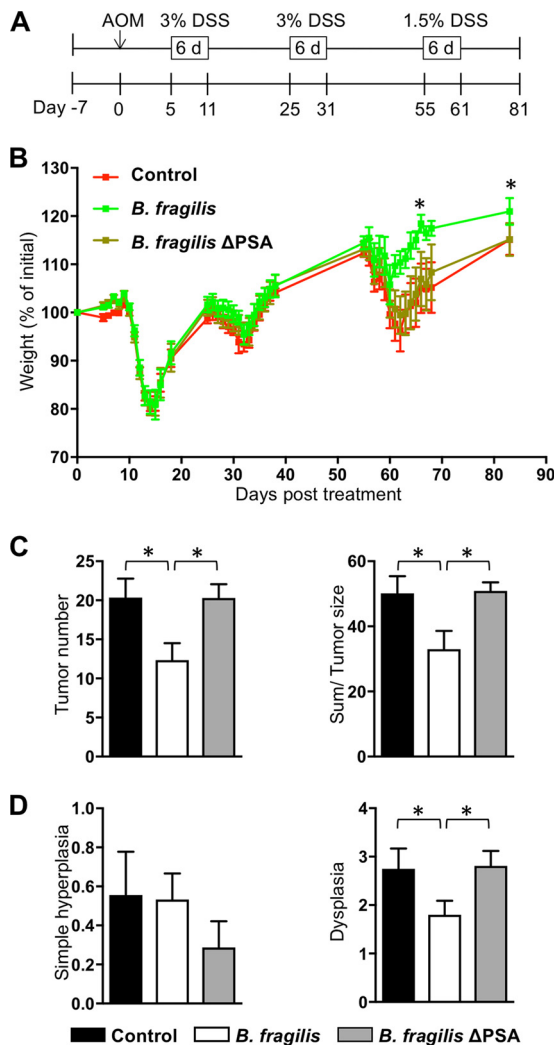 A
AOM 3% DSS 3% DSS 1.5% DSS
6 d 6 d 6 d
Day -7 0 5 11 25 31 55 61 81
B
130
120
110
100
90
80
70
Weight (% of initial)
Control
B. fragilis
B. fragilis ΔPSA
* *
0 10 20 30 40 50 60 70 80 90
Days post treatment
C
Tumor number
25
20
15
10
5
0
* *
Sum/ Tumor size
60
40
20
0
* *
D
Simple hyperplasia
1.0
0.8
0.6
0.4
0.2
0.0
Dysplasia
4
3
2
1
0
* *
Control B. fragilis B. fragilis ΔPSA